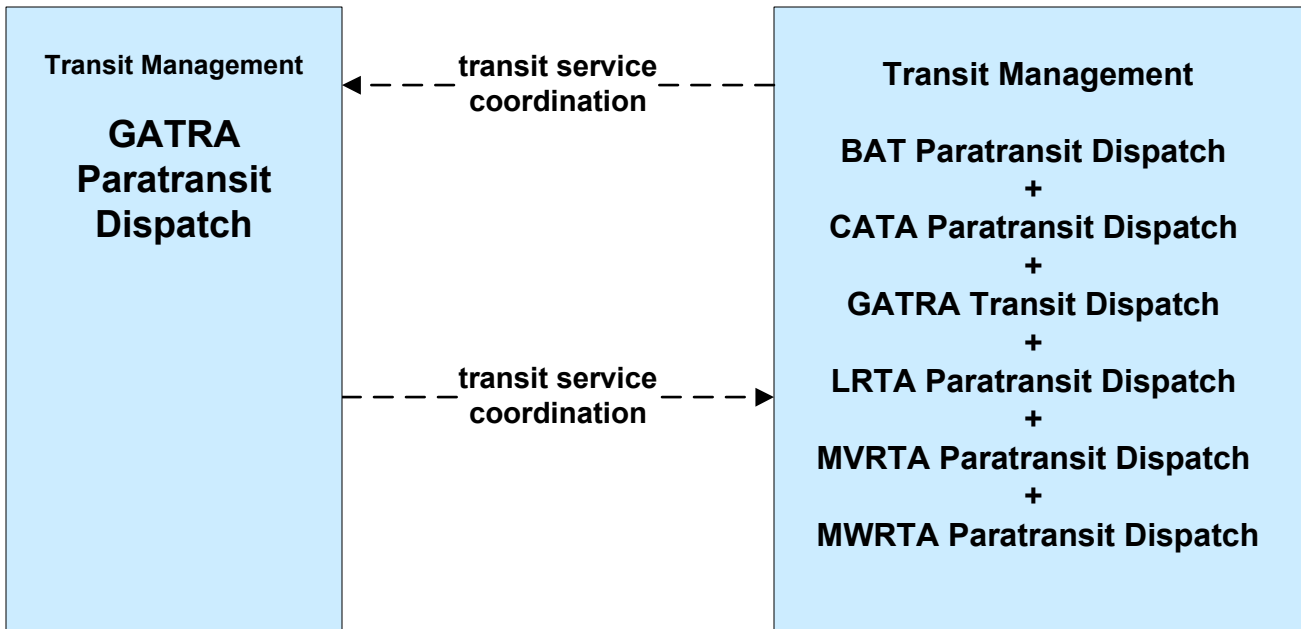 Transit Management
GATRA
Paratransit
Dispatch
transit service
coordination
transit service
coordination
Transit Management
BAT Paratransit Dispatch
+
CATA Paratransit Dispatch
+
GATRA Transit Dispatch
+
LRTA Paratransit Dispatch
+
MVRTA Paratransit Dispatch
+
MWRTA Paratransit Dispatch